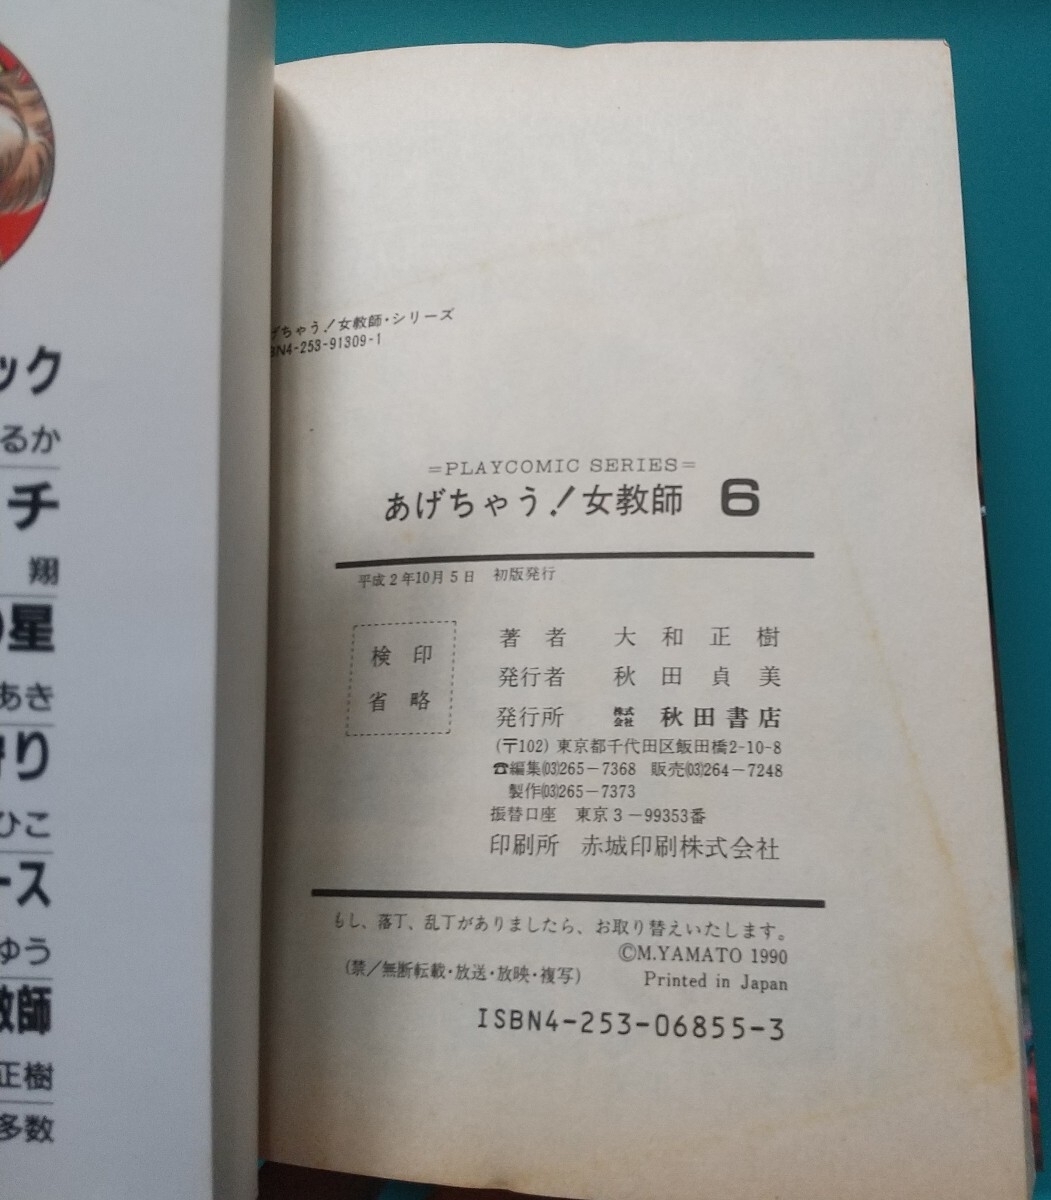 ック
るか
チ
翔
星
あき
り
ひこ
ース
ゆう
教師
正樹
多数
げちゃう!女教師・シリーズ
BN4-253-91309-1
=PLAYCOMIC SERIES=
あげちゃう!女教師 6
平成2年10月5日 初版発行
検印
省略
著者 大和正樹
発行者 秋田貞美
発行所 株式会社 秋田書店
(〒102) 東京都千代田区飯田橋2-10-8
☎編集(03)265-7368 販売(03)264-7248
製作(03)265-7373
振替口座 東京3-99353番
印刷所 赤城印刷株式会社
もし、落丁、乱丁がありましたら、お取り替えいたします。
©M.YAMATO 1990
(禁/無断転載・放送・放映・複写)
Printed in Japan
ISBN4-253-06855-3